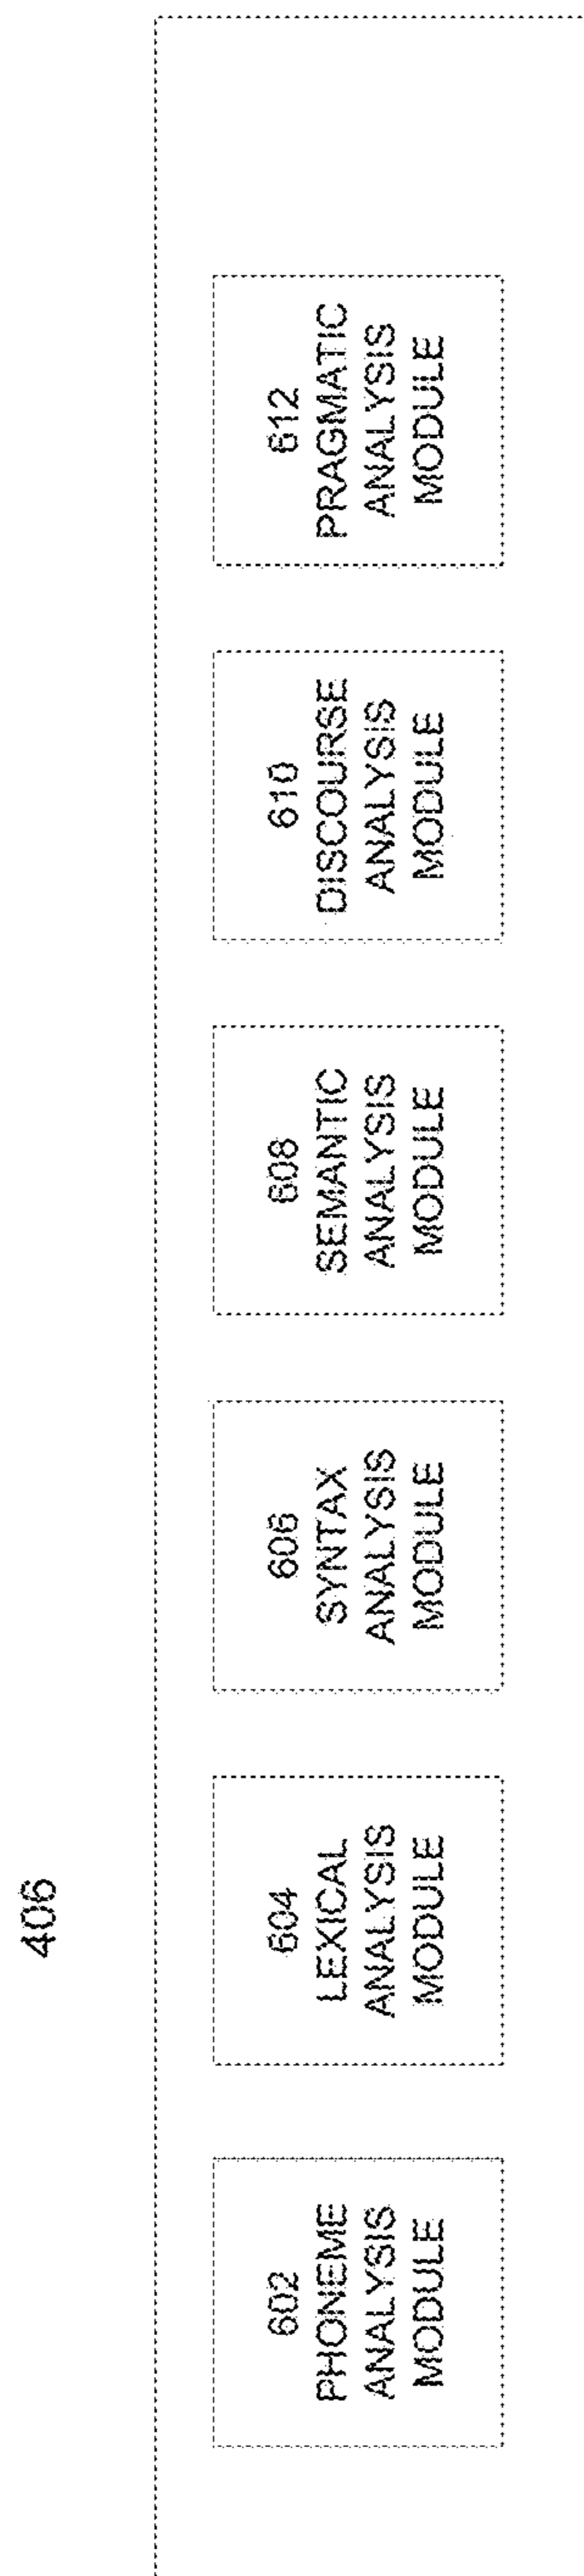 406
602
PHONEME
ANALYSIS
MODULE
604
LEXICAL
ANALYSIS
MODULE
606
SYNTAX
ANALYSIS
MODULE
608
SEMANTIC
ANALYSIS
MODULE
610
DISCOURSE
ANALYSIS
MODULE
612
PRAGMATIC
ANALYSIS
MODULE